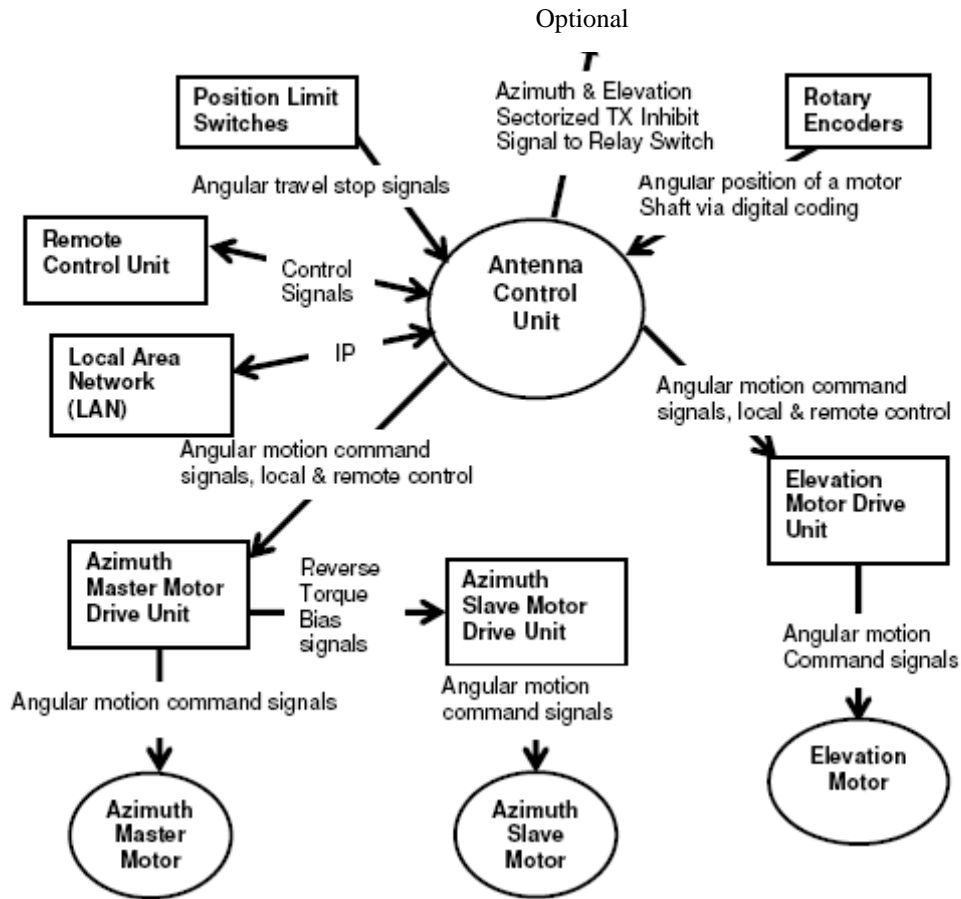 Optional
Position Limit
Switches
Azimuth & Elevation
Sectorized TX Inhibit
Signal to Relay Switch
Rotary
Encoders
Angular travel stop signals
Angular position of a motor
Shaft via digital coding
Remote
Control Unit
Control
Signals
Antenna
Control
Unit
Local Area
Network
(LAN)
IP
Angular motion command
signals, local & remote control
Angular motion command
signals, local & remote control
Elevation
Motor Drive
Unit
Azimuth
Master Motor
Drive Unit
Reverse
Torque
Bias
signals
Azimuth
Slave Motor
Drive Unit
Angular motion
Command signals
Angular motion command signals
Angular motion
command signals
Elevation
Motor
Azimuth
Master
Motor
Azimuth
Slave
Motor